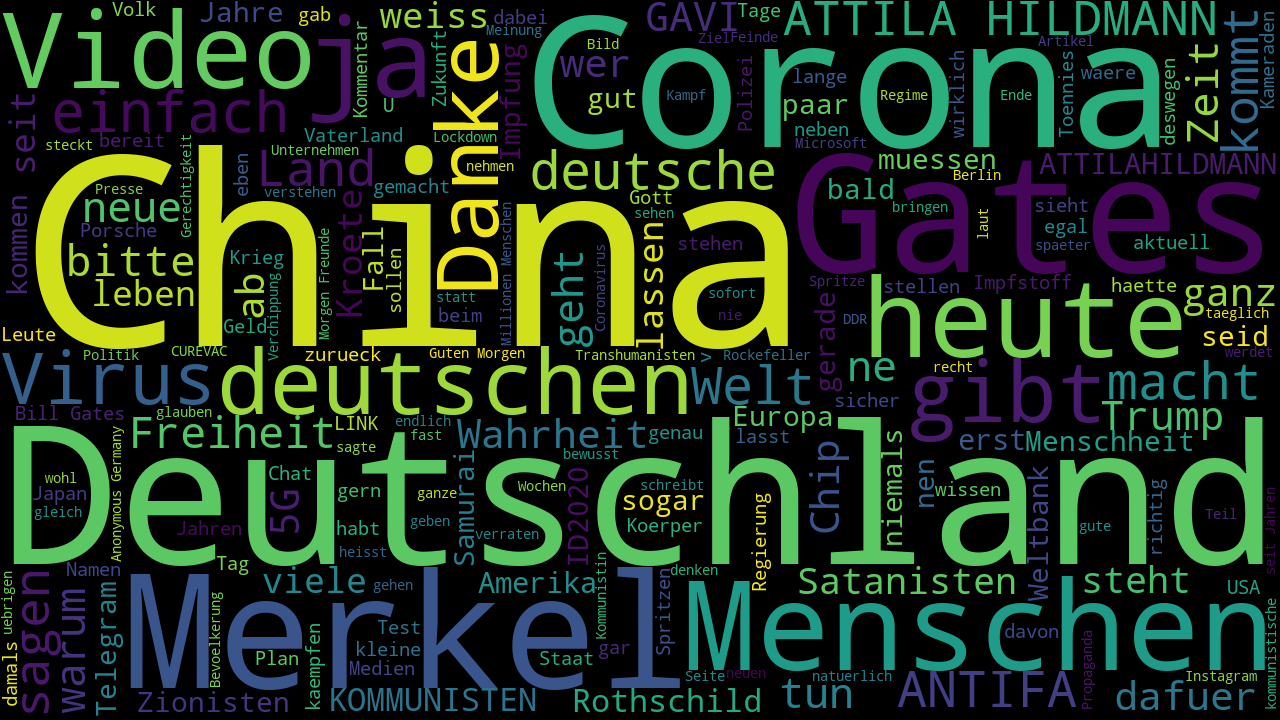 Volk
Jahre
gab
weiss
dabei
Meinung
GAVI
Tage
ATTILA HILDMANN
Video
ja
Kommentar
Zukunft
Danke
Impfung
Corona
Ziel
Feinde
Bild
wer
gut
Kampf
Polizei
lange
paar
neben
Microsoft
Regime
wirklich
Ende
Artikel
Toennies
waere
deswegen
Zeit
kommt
Kameraden
einfach
seit
kommen
steckt
bereit
U
Vaterland
Lockdown
nehmen
Unternehmen
verstehen
Gerechtigkeit
eben
Land
gemacht
China
Presse
neue
Porsche
bitte
leben
deutsche
Gott
sehen
muessen
bald
bringen
Berlin
laut
ATTILAHILDMANN
Gates
sieht
egal
spaeter
aktuell
Krieg
ab
Geld
Verchippung
Morgen Freunde
Kroete
Fall
sollen
statt
beim
Millionen Menschen
geht
Coronavirus
lassen
stehen
sofort
nie
Spritze
gerade
DDR
stellen
Impfstoff
heute
haette
ganz
taeglich
seid
werdet
Leute
Politik
CUREVAC
zurueck
Guten Morgen
Transhumanisten
>
Rockefeller
Og
Virus
deutschen
Welt
ne
recht
gibt
macht
Bill Gates
glauben
Freiheit
LINK
sagte
endlich
fast
Wahrheit
genau
bewusst
Europa
lasst
sicher
erst
Menschheit
Trump
Deutschland
wohl
Japan
gleich
Anonymous Germany
Jahren
Chat
5G
gern
habt
heisst
ganze
geben
Samurai
Wochen
verraten
ID2020
sogar
schreibt
Koerper
Regierung
Chip
niemals
nen
wissen
Weltbank
gute
richtig
Teil
seit Jahren
Tag
uebrigen
damals
sagen
Namen
Warum
Telegram
Merkel
viele
gehen
Amerika
Kommunistin
denken
Spritzen
Menschen
Satanisten
steht
USA
davon
Bevoelkerung
Plan
kaempfen
Test
kleine
Medien
Staat
gar
Zionisten
KOMMUNISTEN
Rothschild
Seite
neuen
tun
natuerlich
ANTIFA
Propaganda
dafuer
Instagram
kommunistische